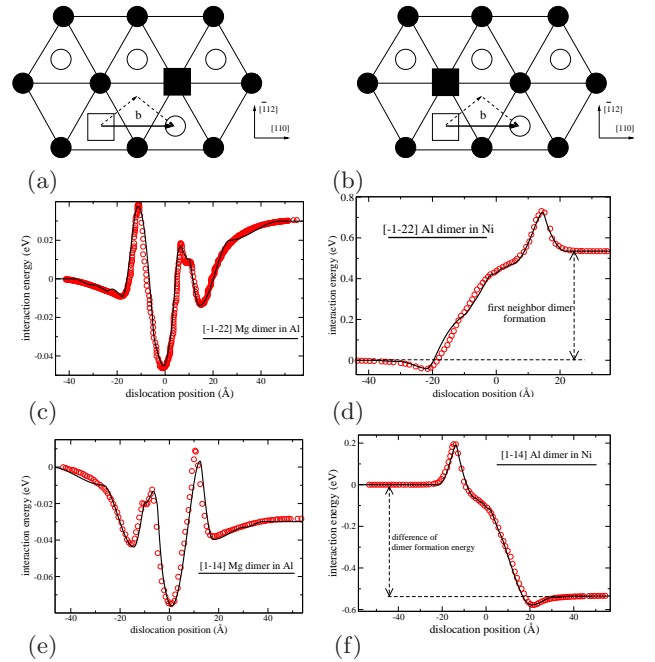 b
[1̄12]
[110]
b
[1̄12]
[110]
(a)
(b)
interaction energy (eV)
0.02
0
-0.02
-0.04
[-1-22] Mg dimer in Al
-40
-20
0
20
40
dislocation position (Å)
(c)
interaction energy (eV)
0.8
0.6
0.4
0.2
0
[-1-22] Al dimer in Ni
first neighbor dimer
formation
-40
-20
0
20
dislocation position (Å)
(d)
interaction energy (eV)
0
-0.02
-0.04
-0.06
[1-14] Mg dimer in Al
-40
-20
0
20
40
dislocation position (Å)
(e)
interaction energy (eV)
0.2
0
-0.2
-0.4
-0.6
[1-14] Al dimer in Ni
difference of
dimer formation energy
-60
-40
-20
0
20
40
dislocation position (Å)
(f)